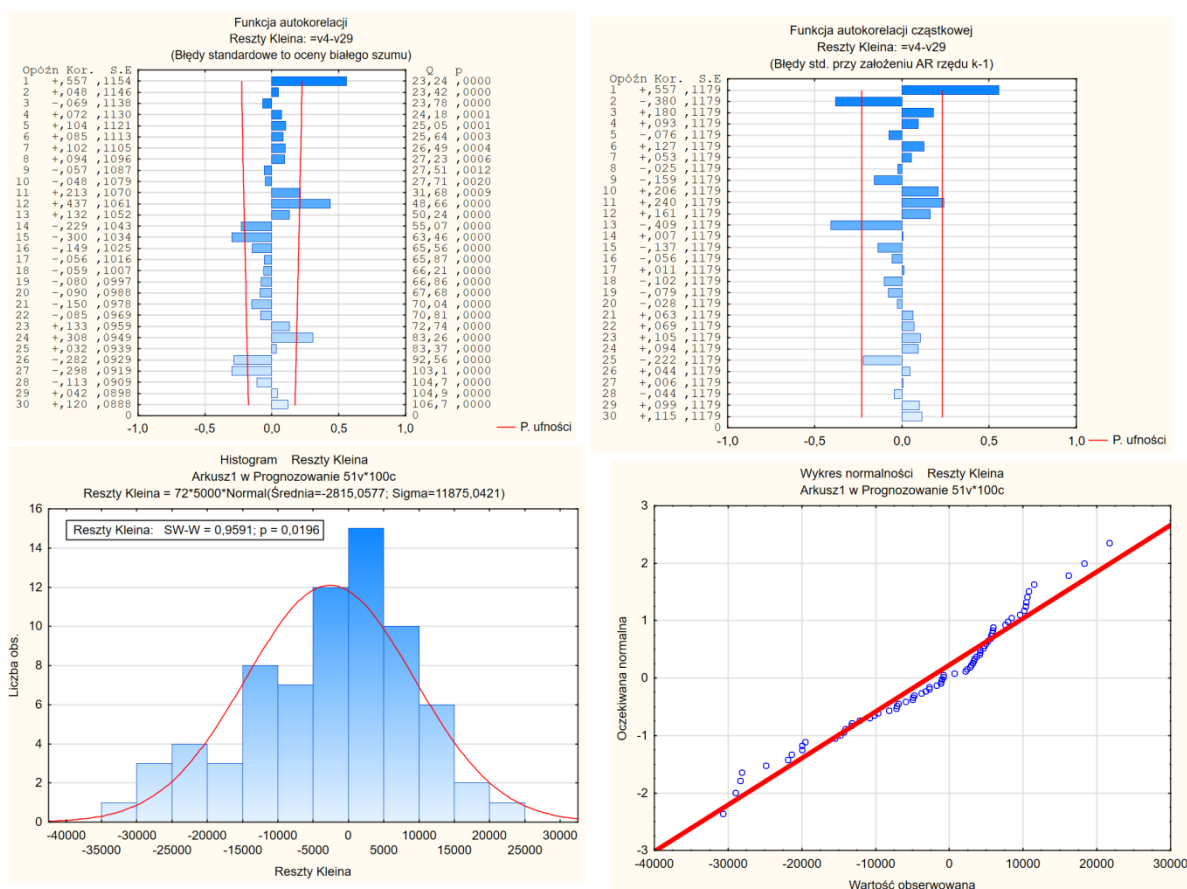 Funkcja autokorelacji
Reszty Kleina: =v4-v29
(Błędy standardowe to oceny białego szumu)
Opóźn Kor. S.E Q p
1 +,557 ,1154 23,24 ,0000
2 +,048 ,1146 23,42 ,0000
3 -,069 ,1138 23,78 ,0000
4 +,072 ,1130 24,18 ,0001
5 +,104 ,1121 25,05 ,0001
6 +,085 ,1113 25,64 ,0003
7 +,102 ,1105 26,49 ,0004
8 +,094 ,1096 27,23 ,0006
9 -,057 ,1087 27,51 ,0012
10 -,048 ,1079 27,71 ,0020
11 +,213 ,1070 31,68 ,0009
12 +,437 ,1061 48,66 ,0000
13 +,132 ,1052 50,24 ,0000
14 -,229 ,1043 55,07 ,0000
15 -,300 ,1034 63,46 ,0000
16 -,149 ,1025 65,56 ,0000
17 -,056 ,1016 65,87 ,0000
18 -,059 ,1007 66,21 ,0000
19 -,080 ,0997 66,86 ,0000
20 -,090 ,0988 67,68 ,0000
21 -,150 ,0978 70,04 ,0000
22 -,085 ,0969 70,81 ,0000
23 +,133 ,0959 72,74 ,0000
24 +,308 ,0949 83,26 ,0000
25 +,032 ,0939 83,37 ,0000
26 -,282 ,0929 92,56 ,0000
27 -,298 ,0919 103,1 ,0000
28 -,113 ,0909 104,7 ,0000
29 +,042 ,0898 104,9 ,0000
30 +,120 ,0888 106,7 ,0000
0 0
-1,0 -0,5 0,0 0,5 1,0
P. ufności
Funkcja autokorelacji cząstkowej
Reszty Kleina: =v4-v29
(Błędy std. przy założeniu AR rzędu k-1)
Opóźn Kor. S.E
1 +,557 ,1179
2 -,380 ,1179
3 +,180 ,1179
4 +,093 ,1179
5 -,076 ,1179
6 +,127 ,1179
7 +,053 ,1179
8 -,025 ,1179
9 -,159 ,1179
10 +,206 ,1179
11 +,240 ,1179
12 +,161 ,1179
13 -,409 ,1179
14 +,007 ,1179
15 -,137 ,1179
16 -,056 ,1179
17 +,011 ,1179
18 -,102 ,1179
19 -,079 ,1179
20 -,028 ,1179
21 +,063 ,1179
22 +,069 ,1179
23 +,105 ,1179
24 +,094 ,1179
25 -,222 ,1179
26 +,044 ,1179
27 +,006 ,1179
28 -,044 ,1179
29 +,099 ,1179
30 +,115 ,1179
0
-1,0 -0,5 0,0 0,5 1,0
P. ufności
Histogram Reszty Kleina
Arkusz1 w Prognozowanie 51v*100c
Reszty Kleina = 72*5000*Normal(Średnia=-2815,0577; Sigma=11875,0421)
Reszty Kleina: SW-W = 0,9591; p = 0,0196
16
14
12
10
8
6
4
2
0
Liczba obs.
-40000 -30000 -20000 -10000 0 10000 20000 30000
-35000 -25000 -15000 -5000 5000 15000 25000
Reszty Kleina
Wykres normalności Reszty Kleina
Arkusz1 w Prognozowanie 51v*100c
3
2
1
0
-1
-2
-3
Oczekiwana normalna
-40000 -30000 -20000 -10000 0 10000 20000 30000
Wartość obserwowana